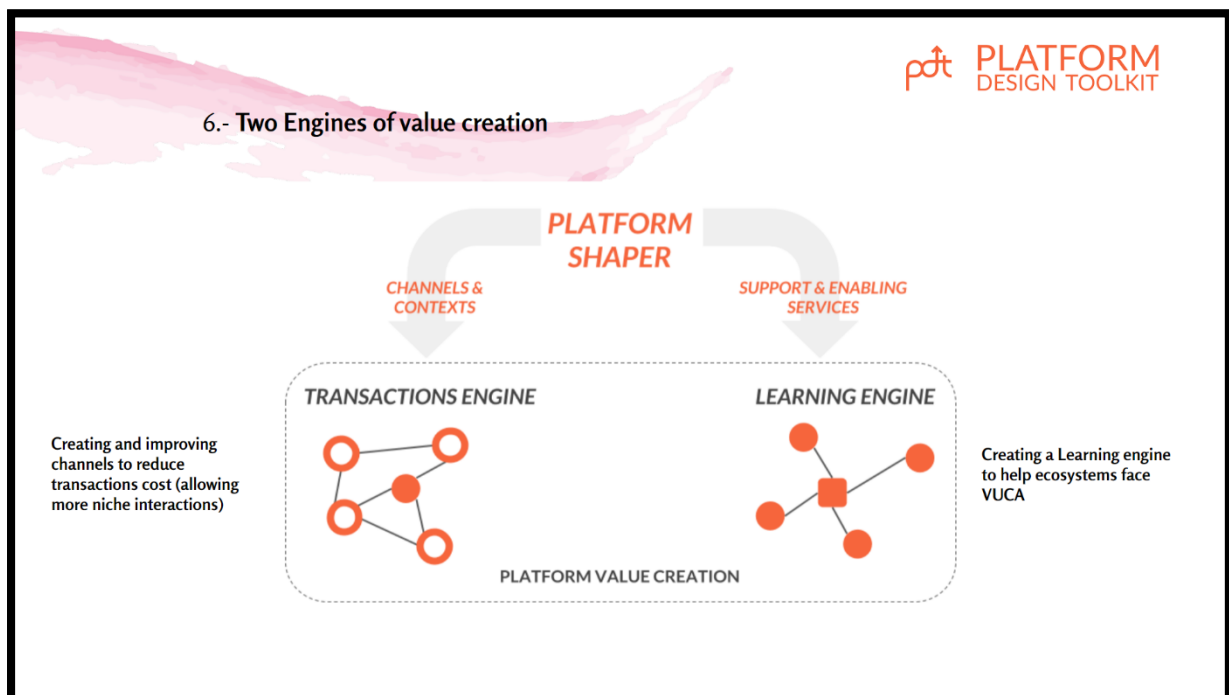 pdt PLATFORM
DESIGN TOOLKIT
6.- Two Engines of value creation
PLATFORM
SHAPER
CHANNELS &
CONTEXTS
SUPPORT & ENABLING
SERVICES
TRANSACTIONS ENGINE
LEARNING ENGINE
Creating and improving
channels to reduce
transactions cost (allowing
more niche interactions)
Creating a Learning engine
to help ecosystems face
VUCA
PLATFORM VALUE CREATION